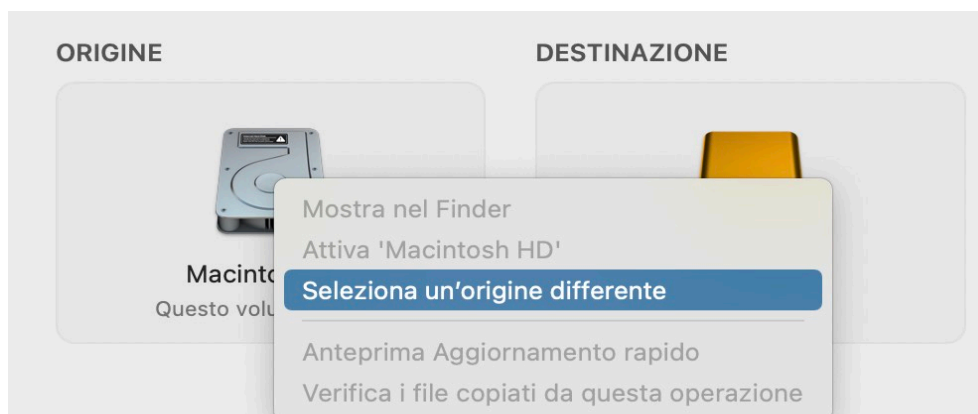 ORIGINE
DESTINAZIONE
Mostra nel Finder
Attiva 'Macintosh HD'
Seleziona un’origine differente
Anteprima Aggiornamento rapido
Verifica i file copiati da questa operazione
Questo